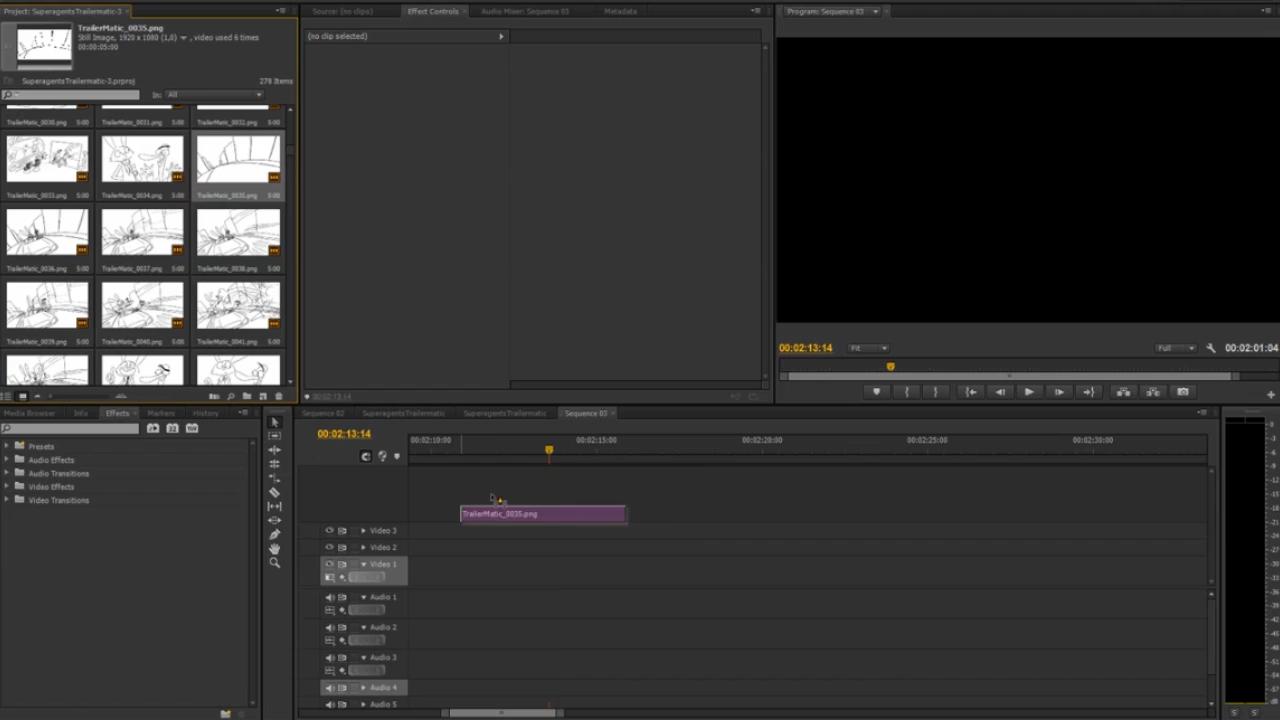 Project: SuperagentsTrailermatic-3
TrailerMatic_0035.png
Still Image, 1920 x 1080 (1,0) , video used 6 times
00:00:05:00
SuperagentsTrailermatic-3.prproj
278 Items
In: All
TrailerMatic_0030.png 5:00 TrailerMatic_0031.png 5:00 TrailerMatic_0032.png 5:00
TrailerMatic_0033.png 5:00 TrailerMatic_0034.png 5:00 TrailerMatic_0035.png 5:00
TrailerMatic_0036.png 5:00 TrailerMatic_0037.png 5:00 TrailerMatic_0038.png 5:00
TrailerMatic_0039.png 5:00 TrailerMatic_0040.png 5:00 TrailerMatic_0041.png 5:00
Source: (no clips) Effect Controls Audio Mixer: Sequence 03 Metadata
(no clip selected)
00:02:13:14
Program: Sequence 03
00:02:13:14 Fit Full 00:02:01:04
Media Browser Info Effects Markers History
Presets
Audio Effects
Audio Transitions
Video Effects
Video Transitions
Sequence 02 SuperagentsTrailermatic SuperagentsTrailermatic Sequence 03
00:02:13:14
00:02:10:00 00:02:15:00 00:02:20:00 00:02:25:00 00:02:30:00
TrailerMatic_0035.png
Video 3
Video 2
Video 1
Audio 1
Audio 2
Audio 3
Audio 4
Audio 5